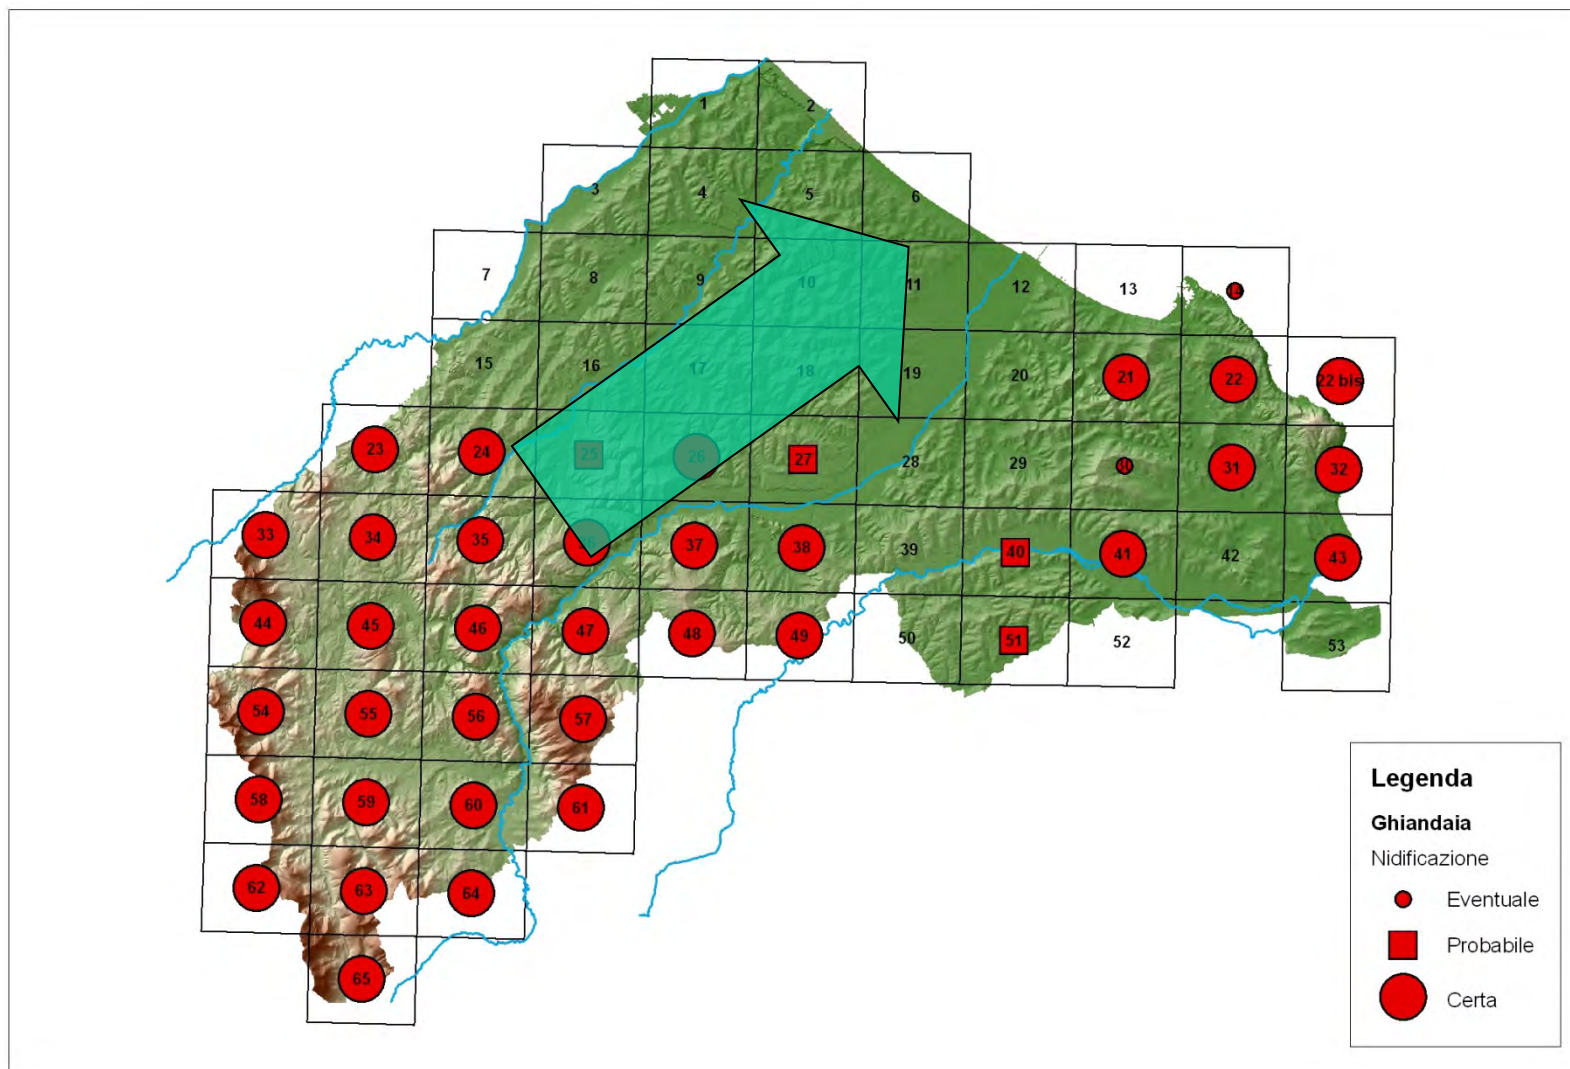 1 2
3 4 5 6
7 8 9 10 11 12 13 14
15 16 17 18 19 20 21 22 22 bis
23 24 25 26 27 28 29 30 31 32
33 34 35 36 37 38 39 40 41 42 43
44 45 46 47 48 49 50 51 52 53
54 55 56 57
58 59 60 61
62 63 64
65
Legenda
Ghiandaia
Nidificazione
Eventuale
Probabile
Certa